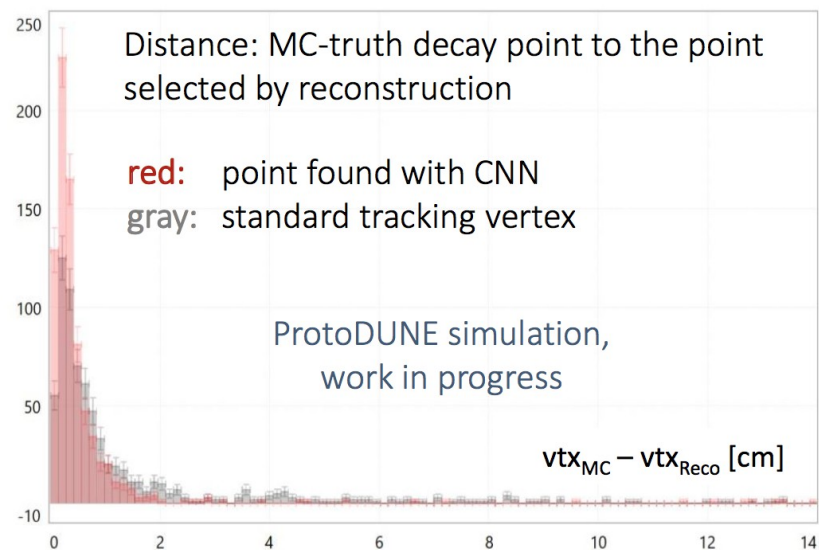 250
Distance: MC-truth decay point to the point
selected by reconstruction
200
red: point found with CNN
gray: standard tracking vertex
150
100
ProtoDUNE simulation,
work in progress
50
vtxMC – vtxReco [cm]
-10
0 2 4 6 8 10 12 14